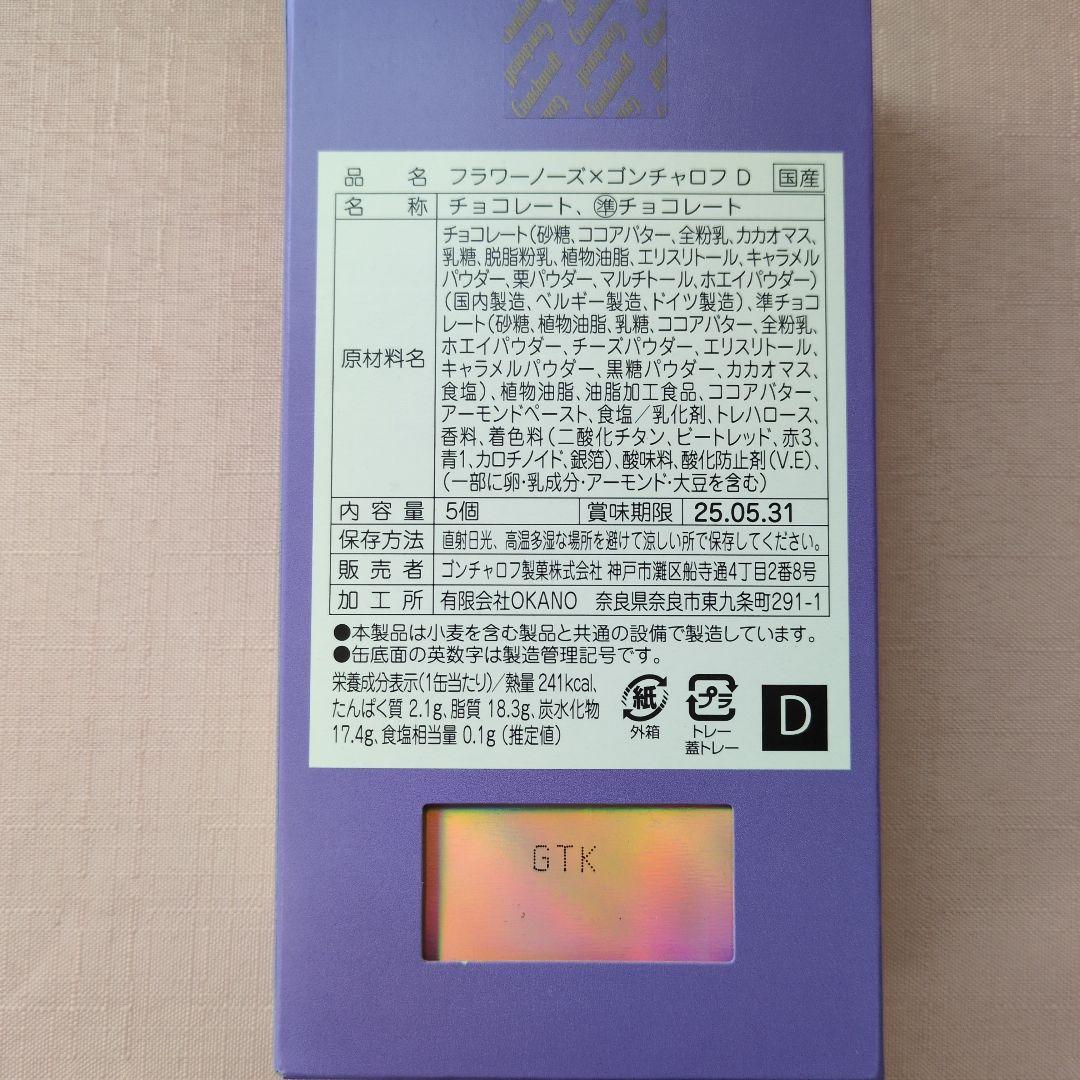 品名 フラワーノーズ×ゴンチャロフ D 国産
名称 チョコレート、㊜チョコレート
原材料名
チョコレート(砂糖、ココアバター、全粉乳、カカオマス、
乳糖、脱脂粉乳、植物油脂、エリスリトール、キャラメル
パウダー、栗パウダー、マルチトール、ホエイパウダー)
(国内製造、ベルギー製造、ドイツ製造)、準チョコ
レート(砂糖、植物油脂、乳糖、ココアバター、全粉乳、
ホエイパウダー、チーズパウダー、エリスリトール、
キャラメルパウダー、黒糖パウダー、カカオマス、
食塩)、植物油脂、油脂加工食品、ココアバター、
アーモンドペースト、食塩/乳化剤、トレハロース、
香料、着色料(二酸化チタン、ビートレッド、赤3、
青1、カロチノイド、銀箔)、酸味料、酸化防止剤(V.E)、
(一部に卵・乳成分・アーモンド・大豆を含む)
内容量 5個 賞味期限 25.05.31
保存方法 直射日光、高温多湿な場所を避けて涼しい所で保存してください。
販売者 ゴンチャロフ製菓株式会社 神戸市灘区船寺通4丁目2番8号
加工所 有限会社OKANO 奈良県奈良市東九条町291-1
●本製品は小麦を含む製品と共通の設備で製造しています。
●缶底面の英数字は製造管理記号です。
栄養成分表示(1缶当たり)/熱量 241kcal、
たんぱく質 2.1g、脂質 18.3g、炭水化物
17.4g、食塩相当量 0.1g (推定値)
紙
外箱
プラ
トレー
蓋トレー
D
GTK